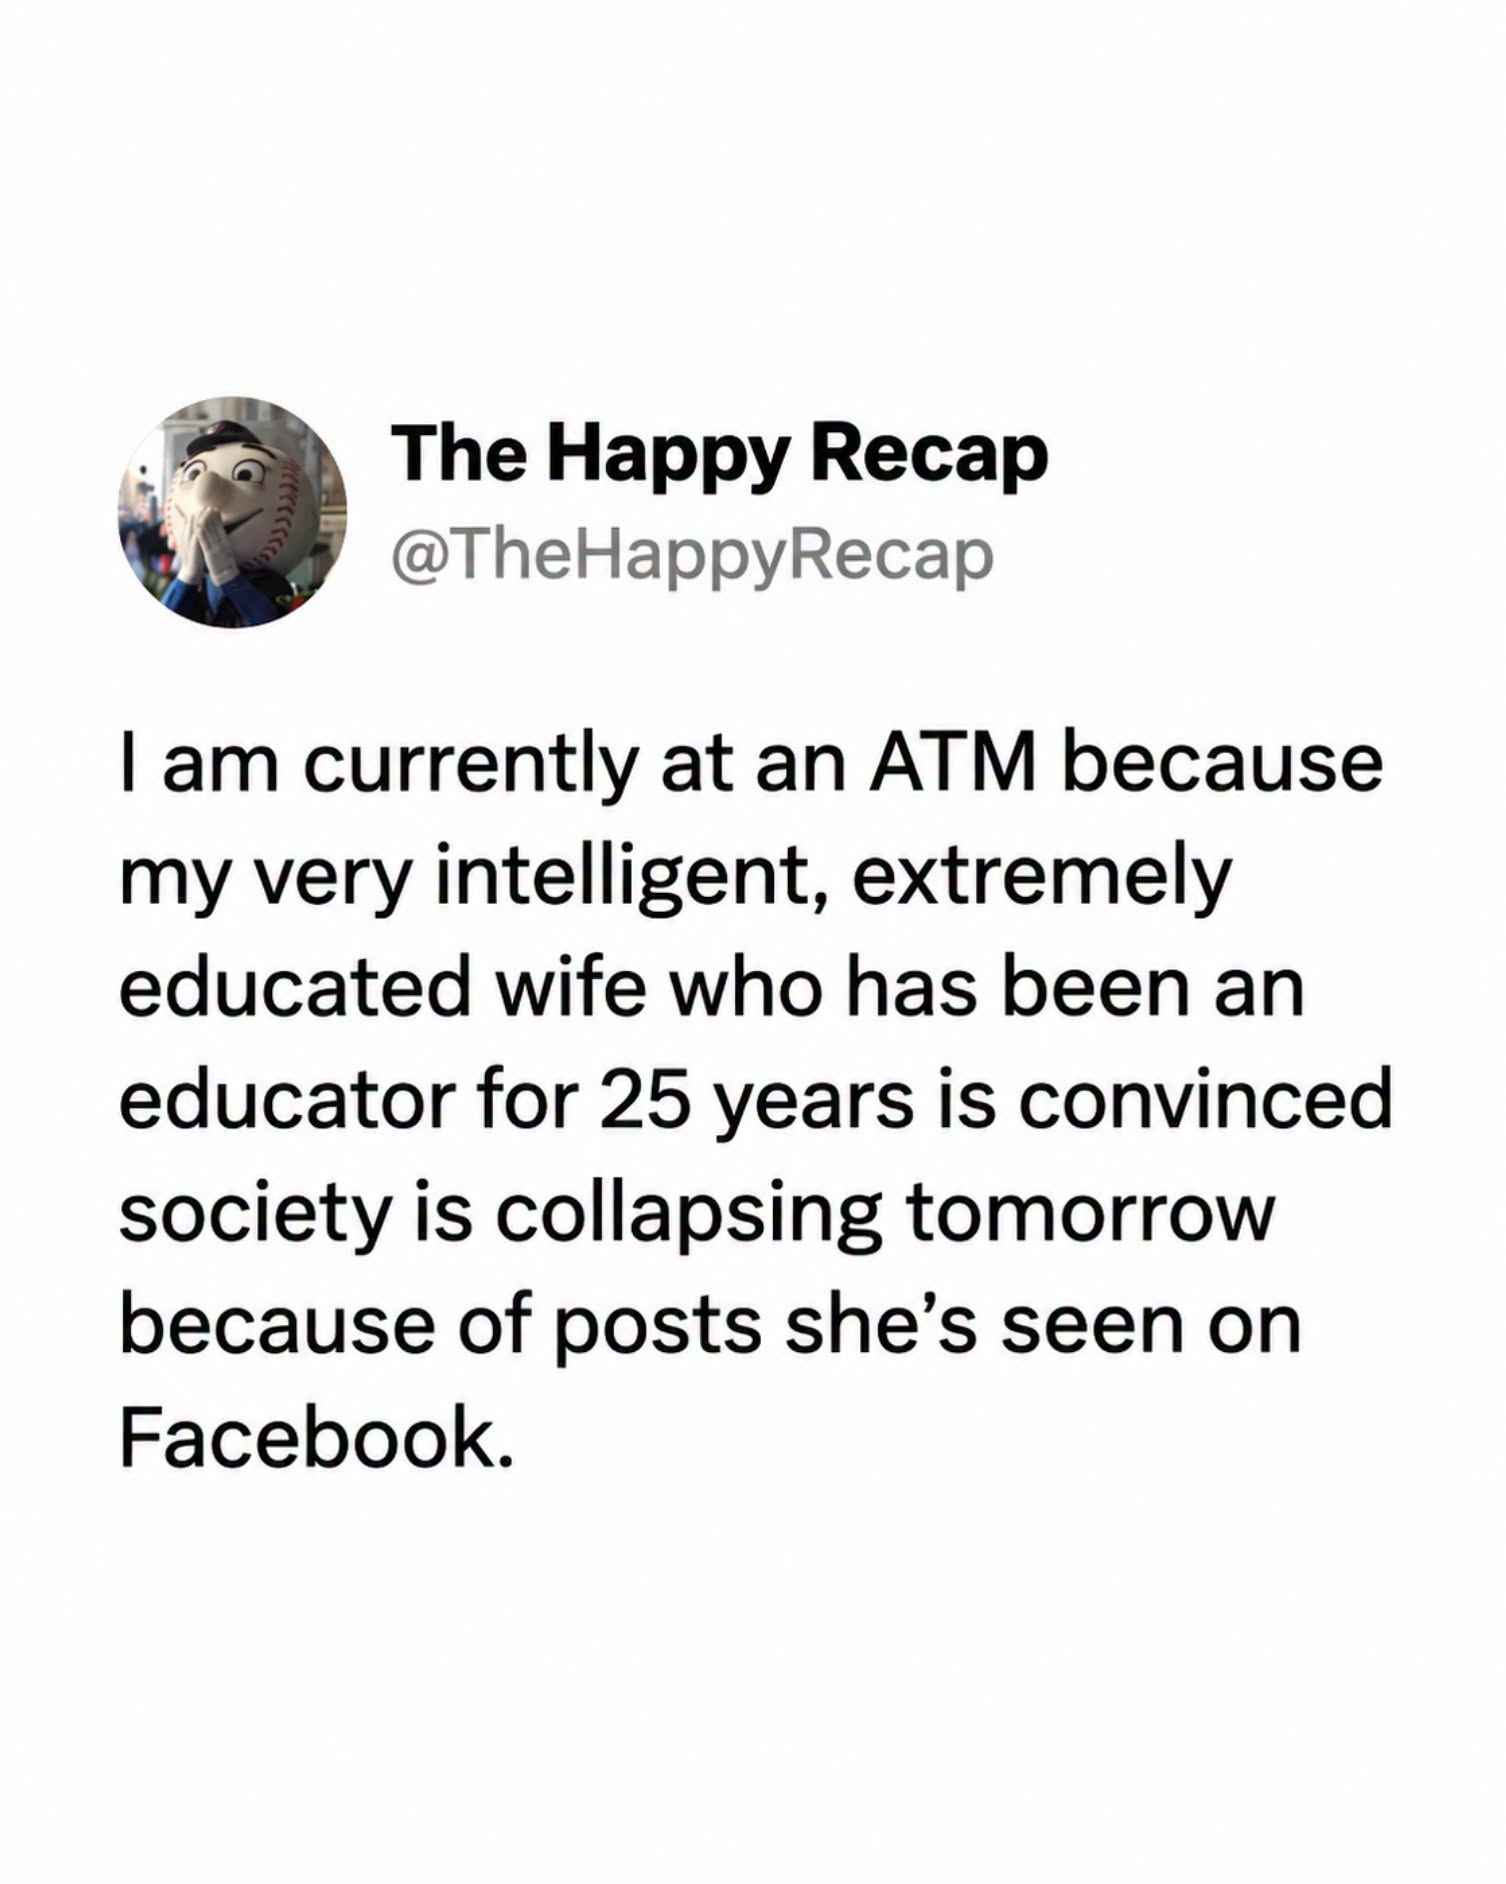 The Happy Recap
@TheHappyRecap
I am currently at an ATM because
my very intelligent, extremely
educated wife who has been an
educator for 25 years is convinced
society is collapsing tomorrow
because of posts she’s seen on
Facebook.